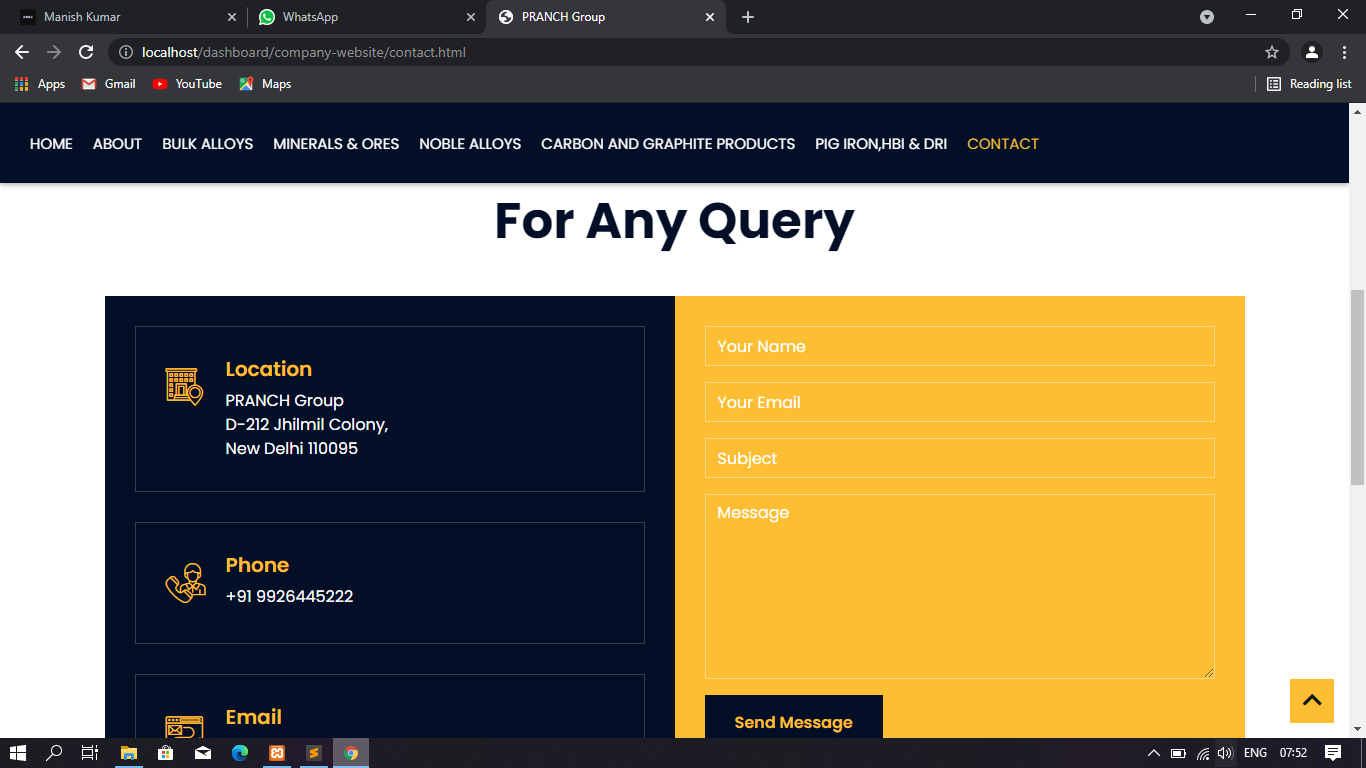 Manish Kumar
WhatsApp
PRANCH Group
localhost/dashboard/company-website/contact.html
Apps
Gmail
YouTube
Maps
Reading list
HOME
ABOUT
BULK ALLOYS
MINERALS & ORES
NOBLE ALLOYS
CARBON AND GRAPHITE PRODUCTS
PIG IRON,HBI & DRI
CONTACT
For Any Query
Location
PRANCH Group
D-212 Jhilmil Colony,
New Delhi 110095
Phone
+91 9926445222
Email
Your Name
Your Email
Subject
Message
Send Message
ENG
07:52